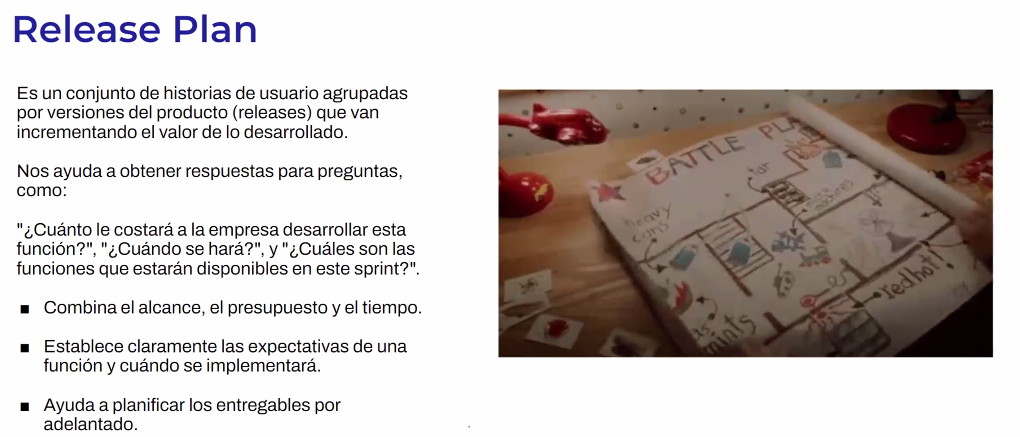 Release Plan
Es un conjunto de historias de usuario agrupadas
por versiones del producto (releases) que van
incrementando el valor de lo desarrollado.
Nos ayuda a obtener respuestas para preguntas,
como:
"¿Cuánto le costará a la empresa desarrollar esta
función?", "¿Cuándo se hará?", y "¿Cuáles son las
funciones que estarán disponibles en este sprint?".
■ Combina el alcance, el presupuesto y el tiempo.
■ Establece claramente las expectativas de una
función y cuándo se implementará.
■ Ayuda a planificar los entregables por
adelantado.
BATTLE PLA
tar
heavy
cans
redhot!